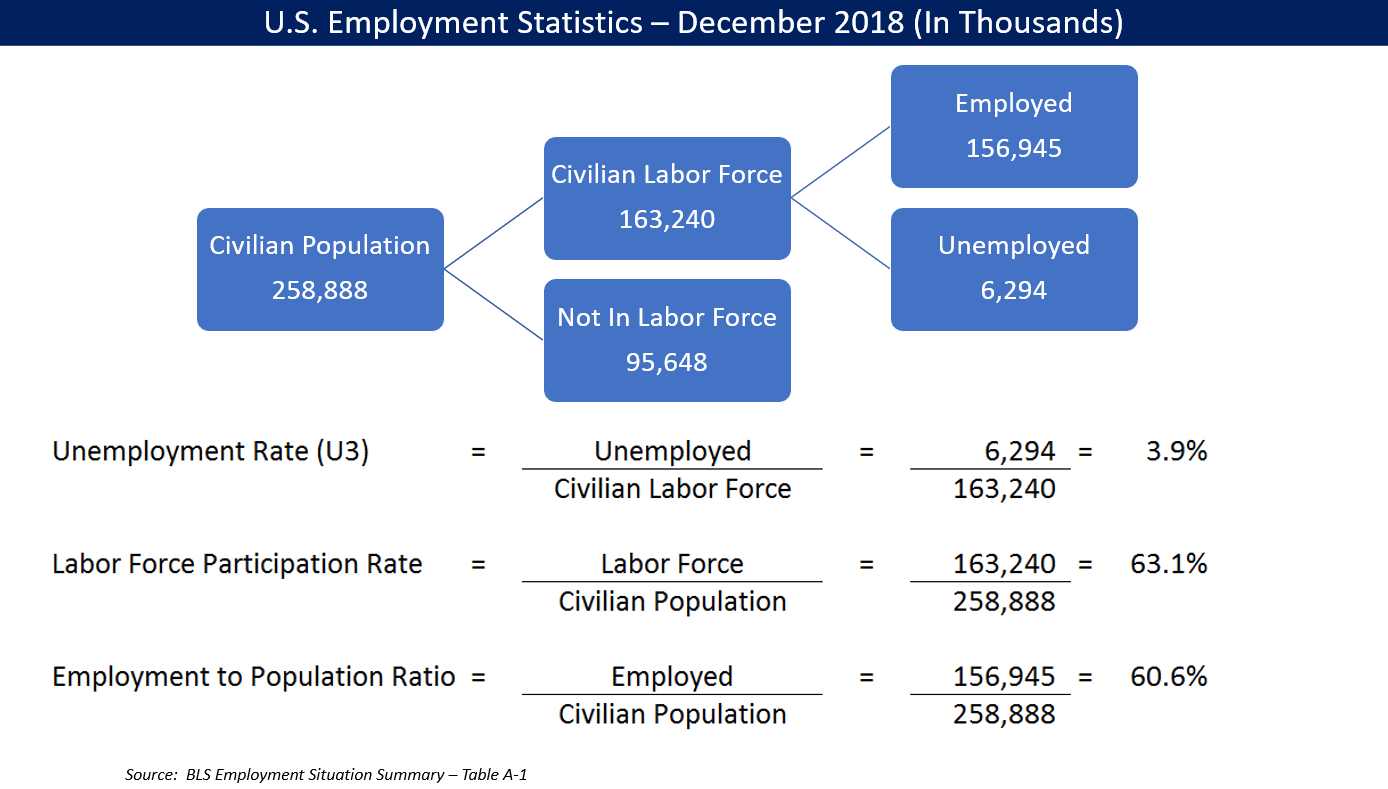 U.S. Employment Statistics – December 2018 (In Thousands)
Employed
156,945
Civilian Labor Force
163,240
Civilian Population
258,888
Unemployed
6,294
Not In Labor Force
95,648
Unemployment Rate (U3) = Unemployed = 6,294 = 3.9%
Civilian Labor Force 163,240
Labor Force Participation Rate = Labor Force = 163,240 = 63.1%
Civilian Population 258,888
Employment to Population Ratio = Employed = 156,945 = 60.6%
Civilian Population 258,888
Source: BLS Employment Situation Summary – Table A-1